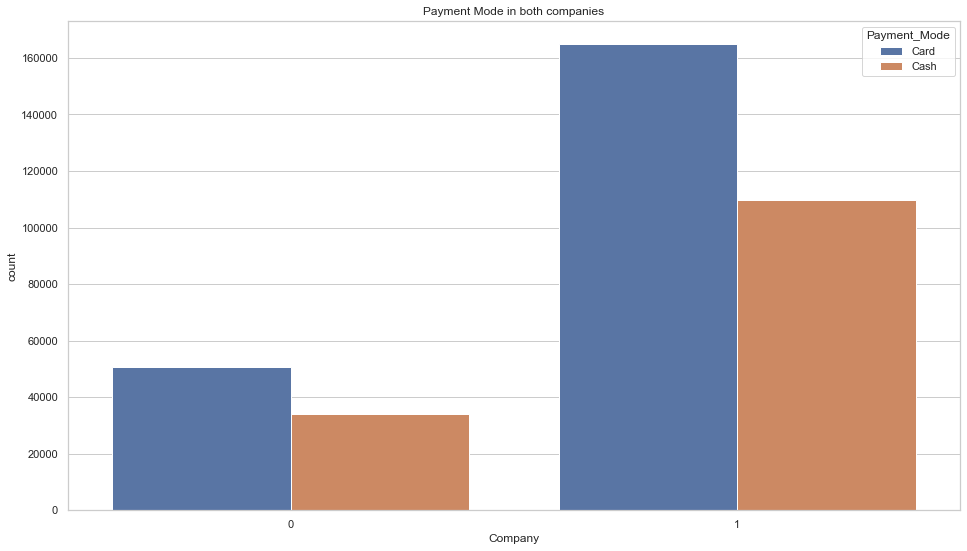 Payment Mode in both companies
Payment_Mode
Card
Cash
160000
140000
120000
100000
80000
60000
40000
20000
0
count
0
1
Company